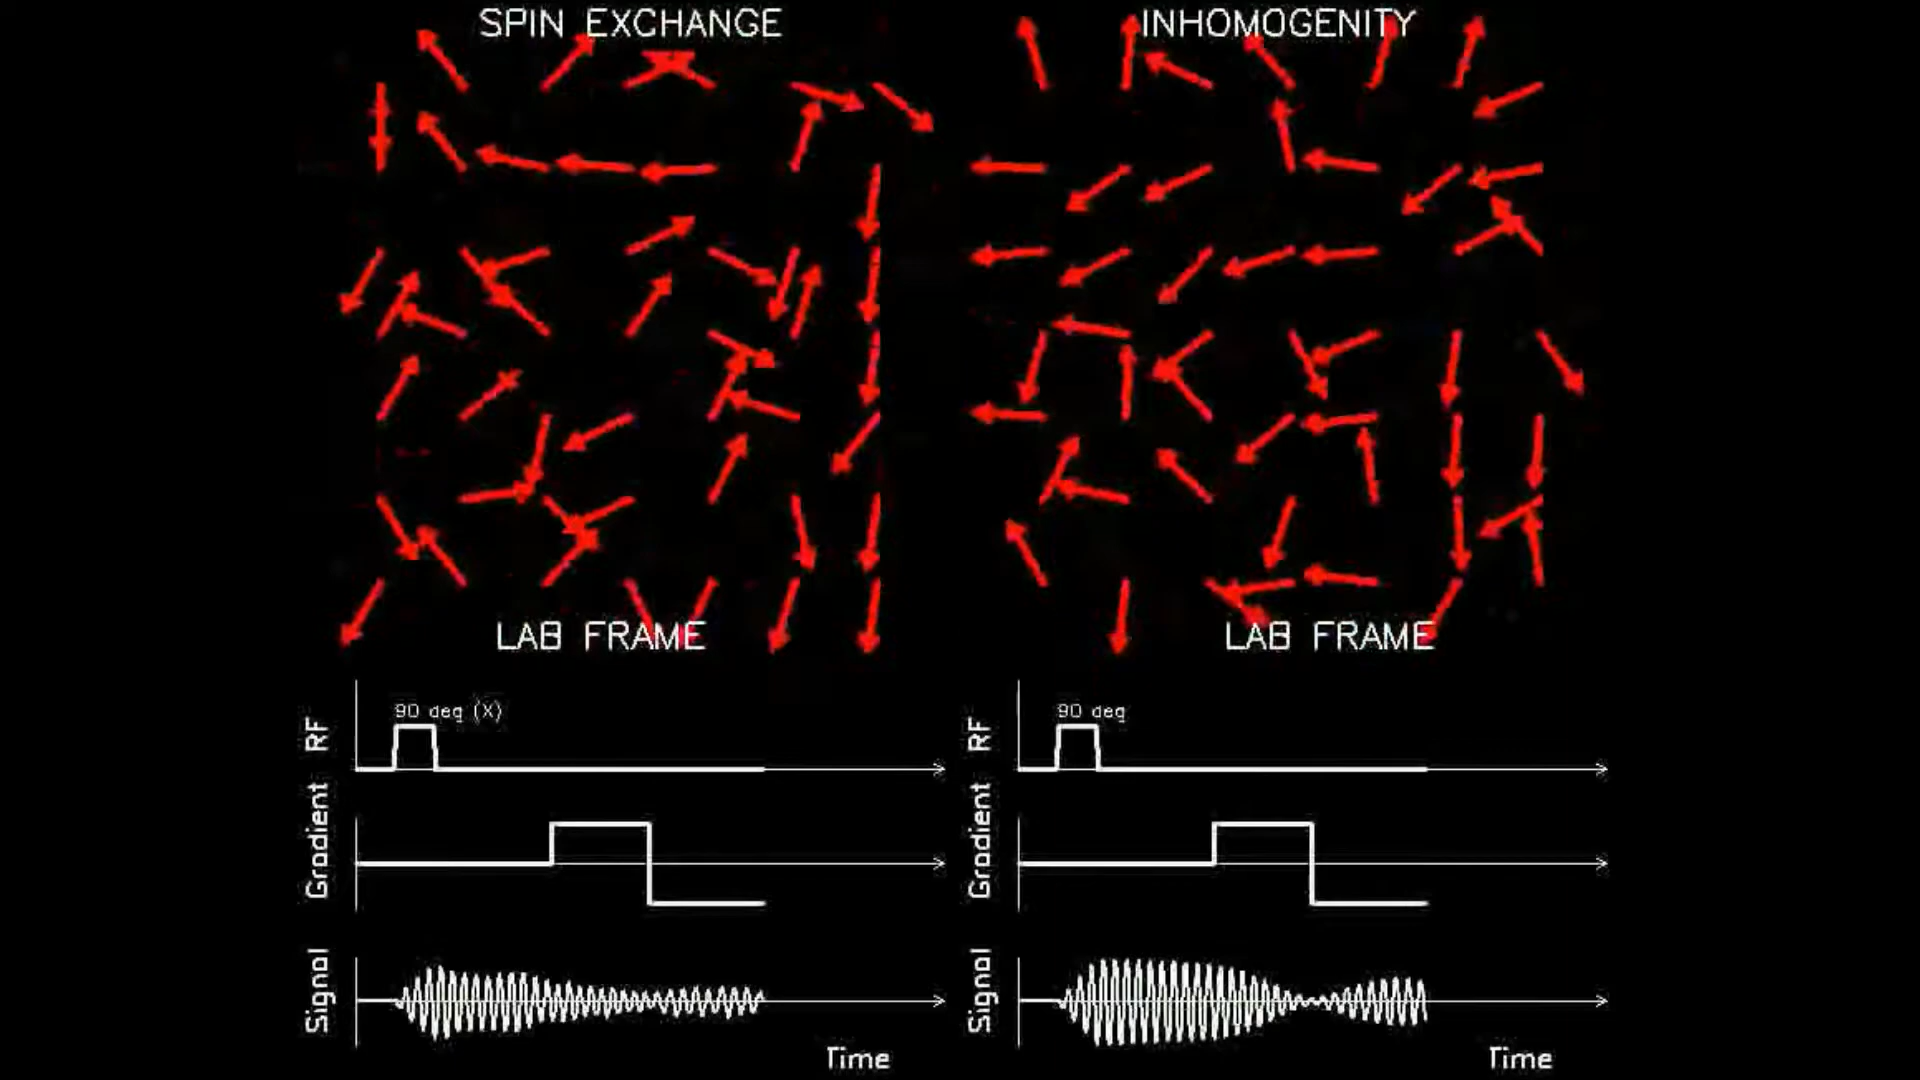 SPIN EXCHANGE
INHOMOGENITY
LAB FRAME
LAB FRAME
RF
90 deg (X)
RF
90 deg
Gradient
Gradient
Signal
Signal
Time
Time